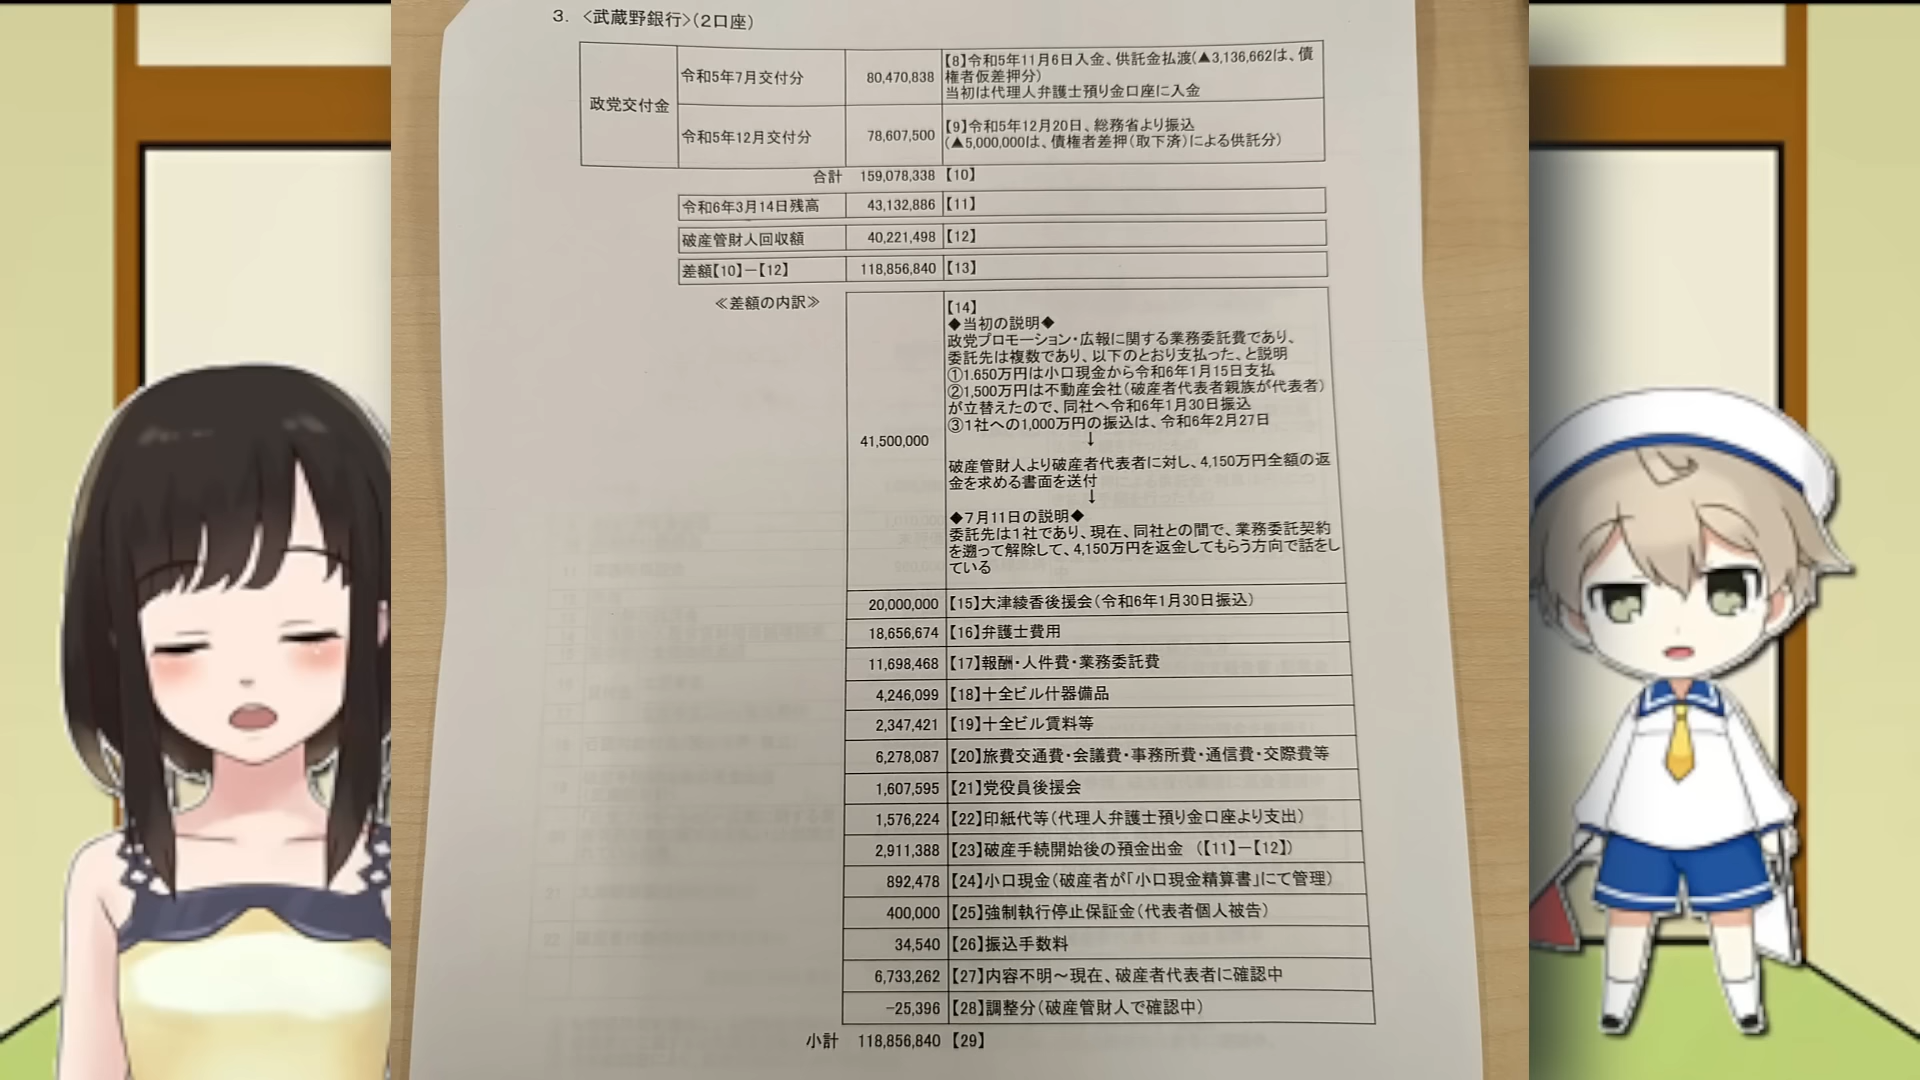 3. <武蔵野銀行>(2口座)
政党交付金
令和5年7月交付分 80,470,838 【8】令和5年11月6日入金、供託金払渡(▲3,136,662は、債
権者仮差押分)
当初は代理人弁護士預り金口座に入金
令和5年12月交付分 78,607,500 【9】令和5年12月20日、総務省より振込
(▲5,000,000は、債権者差押(取下済)による供託分)
合計 159,078,338 【10】
令和6年3月14日残高 43,132,886 【11】
破産管財人回収額 40,221,498 【12】
差額【10】-【12】 118,856,840 【13】
≪差額の内訳≫
41,500,000 【14】
◆当初の説明◆
政党プロモーション・広報に関する業務委託費であり、
委託先は複数であり、以下のとおり支払った、と説明
①1.650万円は小口現金から令和6年1月15日支払
②1,500万円は不動産会社(破産者代表者親族が代表者)
が立替えたので、同社へ令和6年1月30日振込
③1社への1,000万円の振込は、令和6年2月27日
↓
破産管財人より破産者代表者に対し、4,150万円全額の返
金を求める書面を送付
↓
◆7月11日の説明◆
委託先は1社であり、現在、同社との間で、業務委託契約
を遡って解除して、4,150万円を返金してもらう方向で話をし
ている
20,000,000 【15】大津綾香後援会(令和6年1月30日振込)
18,656,674 【16】弁護士費用
11,698,468 【17】報酬・人件費・業務委託費
4,246,099 【18】十全ビル什器備品
2,347,421 【19】十全ビル賃料等
6,278,087 【20】旅費交通費・会議費・事務所費・通信費・交際費等
1,607,595 【21】党役員後援会
1,576,224 【22】印紙代等(代理人弁護士預り金口座より支出)
2,911,388 【23】破産手続開始後の預金出金 (【11】-【12】)
892,478 【24】小口現金(破産者が「小口現金精算書」にて管理)
400,000 【25】強制執行停止保証金(代表者個人被告)
34,540 【26】振込手数料
6,733,262 【27】内容不明~現在、破産者代表者に確認中
-25,396 【28】調整分(破産管財人で確認中)
小計 118,856,840 【29】